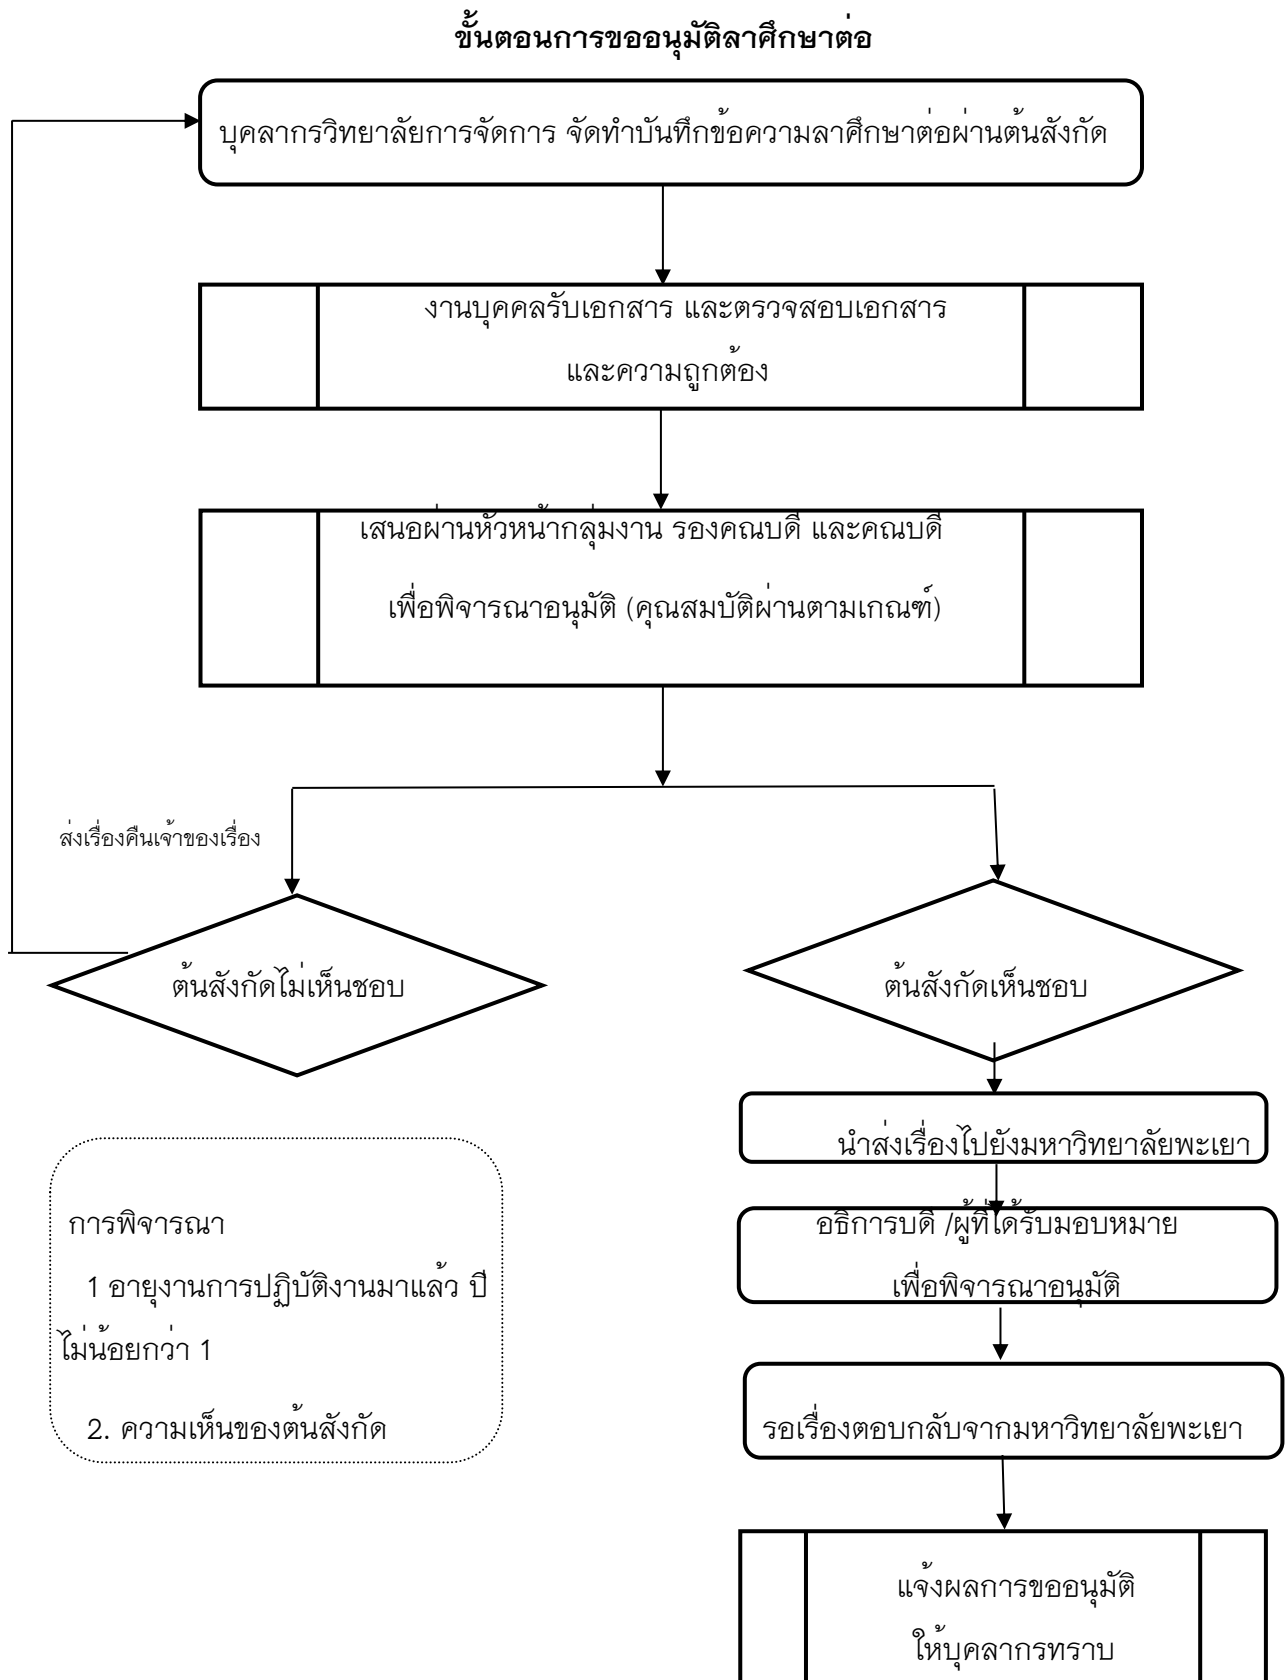 ขั้นตอนการขออนุมัติลาศึกษาต่อ
บุคลากรวิทยาลัยการจัดการ จัดทำบันทึกข้อความลาศึกษาต่อผ่านต้นสังกัด
งานบุคคลรับเอกสาร และตรวจสอบเอกสาร
และความถูกต้อง
เสนอผ่านหัวหน้ากลุ่มงาน รองคณบดี และคณบดี
เพื่อพิจารณาอนุมัติ (คุณสมบัติผ่านตามเกณฑ์)
ส่งเรื่องคืนเจ้าของเรื่อง
ต้นสังกัดไม่เห็นชอบ
ต้นสังกัดเห็นชอบ
นำส่งเรื่องไปยังมหาวิทยาลัยพะเยา
อธิการบดี /ผู้ที่ได้รับมอบหมาย
เพื่อพิจารณาอนุมัติ
การพิจารณา
1 อายุงานการปฏิบัติงานมาแล้ว ปี
ไม่น้อยกว่า 1
2. ความเห็นของต้นสังกัด
รอเรื่องตอบกลับจากมหาวิทยาลัยพะเยา
แจ้งผลการขออนุมัติ
ให้บุคลากรทราบ